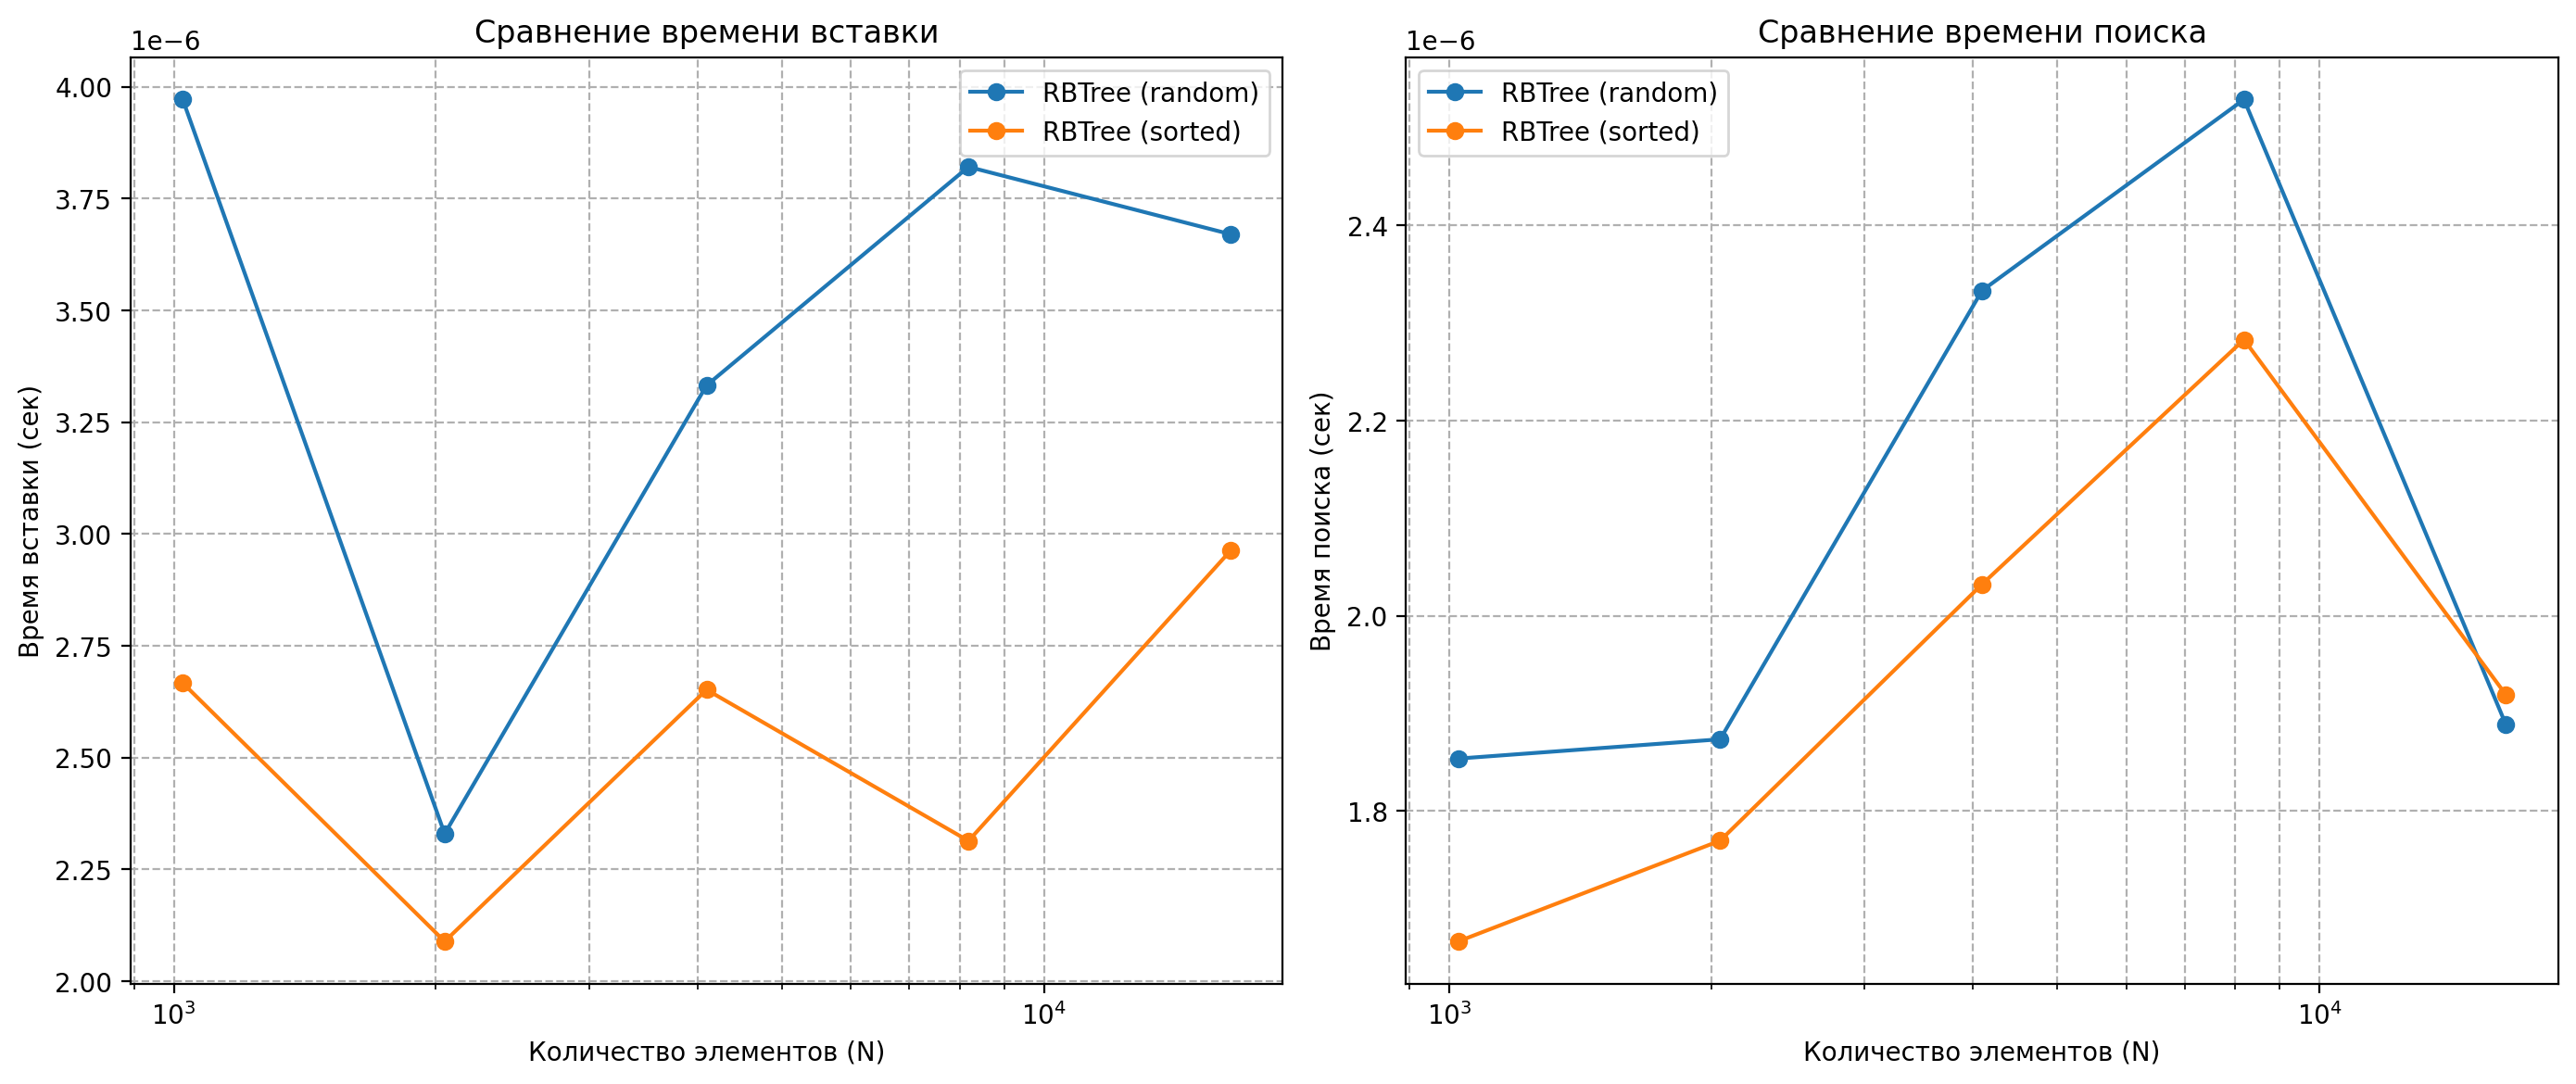 Сравнение времени вставки
1e−6
4.00
3.75
3.50
3.25
3.00
2.75
2.50
2.25
2.00
Время вставки (сек)
RBTree (random)
RBTree (sorted)
10³
10⁴
Количество элементов (N)
Сравнение времени поиска
1e−6
2.4
2.2
2.0
1.8
Время поиска (сек)
RBTree (random)
RBTree (sorted)
10³
10⁴
Количество элементов (N)